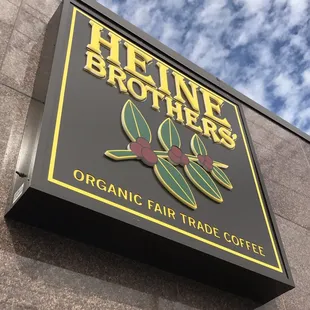 HEINE
BROTHERS'
ORGANIC FAIR TRADE COFFEE